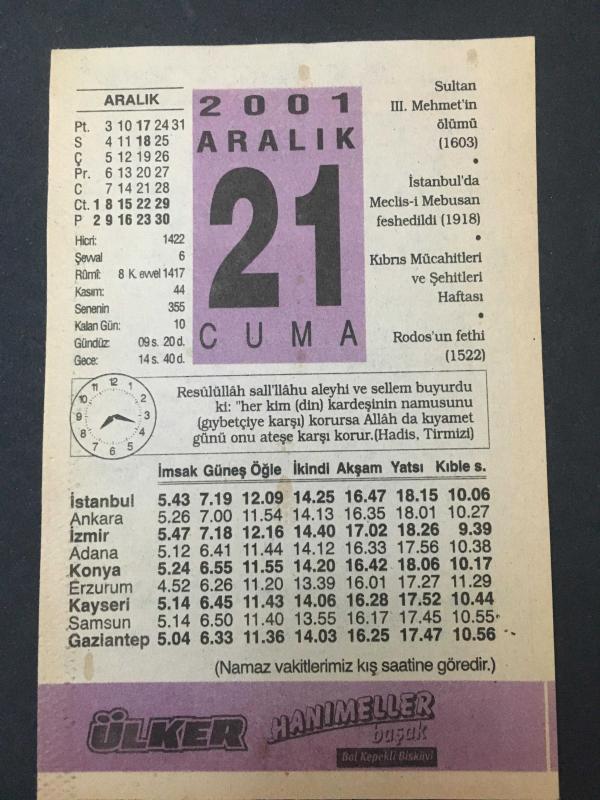 ARALIK
Pt. 3 10 17 24 31
S 4 11 18 25
Ç 5 12 19 26
Pr. 6 13 20 27
C 7 14 21 28
Ct. 1 8 15 22 29
P 2 9 16 23 30
Hicrî: 1422
Şevval 6
Rûmî: 8 K. evvel 1417
Kasım: 44
Senenin 355
Kalan Gün: 10
Gündüz: 09 s. 20 d.
Gece: 14 s. 40 d.
2001
ARALIK
21
CUMA
Sultan
III. Mehmet'in
ölümü
(1603)
•
İstanbul'da
Meclis-i Mebusan
feshedildi (1918)
•
Kıbrıs Mücahitleri
ve Şehitleri
Haftası
•
Rodos'un fethi
(1522)
12 1 2 3 4 5 6 7 8 9 10 11
Resûlüllâh sall'llâhu aleyhi ve sellem buyurdu
ki: "her kim (din) kardeşinin namusunu
(gıybetçiye karşı) korursa Allâh da kıyamet
günü onu ateşe karşı korur.(Hadis, Tirmizi)
İmsak Güneş Öğle İkindi Akşam Yatsı Kıble s.
İstanbul 5.43 7.19 12.09 14.25 16.47 18.15 10.06
Ankara 5.26 7.00 11.54 14.13 16.35 18.01 10.27
İzmir 5.47 7.18 12.16 14.40 17.02 18.26 9.39
Adana 5.12 6.41 11.44 14.12 16.33 17.56 10.38
Konya 5.24 6.55 11.55 14.20 16.42 18.06 10.17
Erzurum 4.52 6.26 11.20 13.39 16.01 17.27 11.29
Kayseri 5.14 6.45 11.43 14.06 16.28 17.52 10.44
Samsun 5.14 6.50 11.40 13.55 16.17 17.45 10.55
Gaziantep 5.04 6.33 11.36 14.03 16.25 17.47 10.56
(Namaz vakitlerimiz kış saatine göredir.)
ÜLKER
HANIMELLER
başak
Bol Kepekli Bisküvi